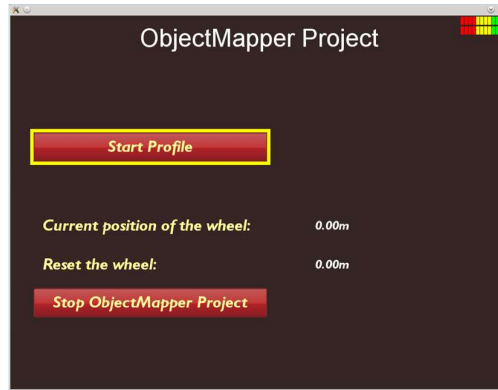 ObjectMapper Project
Start Profile
Current position of the wheel: 0.00m
Reset the wheel: 0.00m
Stop ObjectMapper Project